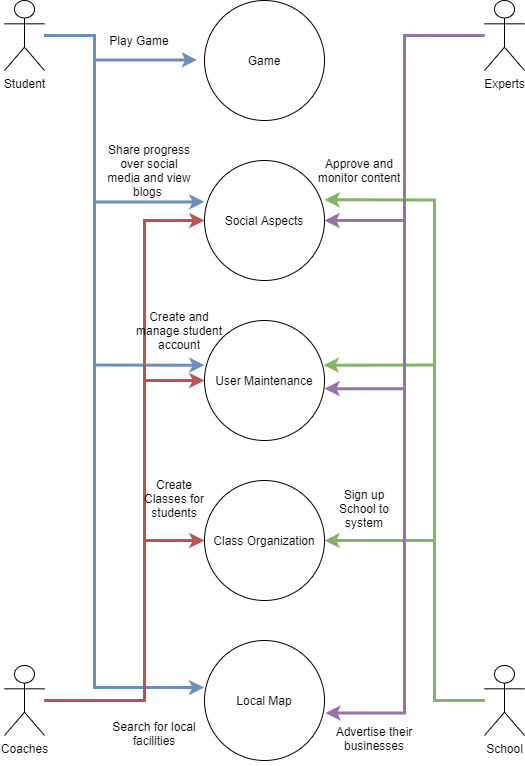 Play Game
Game
Student
Experts
Share progress
over social
media and view
blogs
Approve and
monitor content
Social Aspects
Create and
manage student
account
User Maintenance
Create
Classes for
students
Sign up
School to
system
Class Organization
Local Map
Search for local
facilities
Advertise their
businesses
Coaches
School